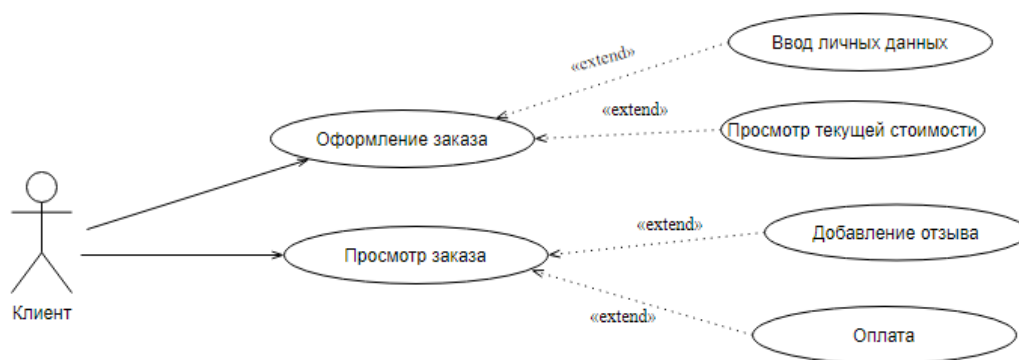 Ввод личных данных
«extend»
«extend»
Просмотр текущей стоимости
Оформление заказа
«extend»
Добавление отзыва
Просмотр заказа
Клиент
«extend»
Оплата